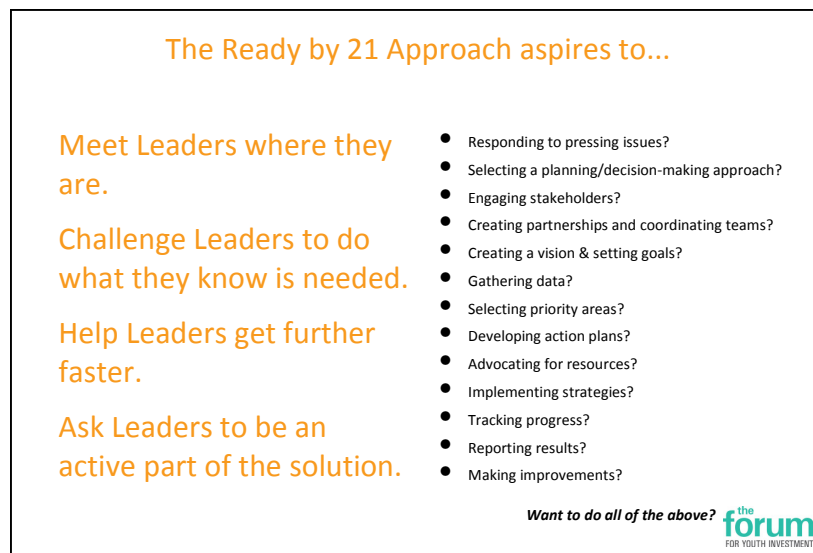 The Ready by 21 Approach aspires to...
Meet Leaders where they
are.
Challenge Leaders to do
what they know is needed.
Help Leaders get further
faster.
Ask Leaders to be an
active part of the solution.
• Responding to pressing issues?
• Selecting a planning/decision-making approach?
• Engaging stakeholders?
• Creating partnerships and coordinating teams?
• Creating a vision & setting goals?
• Gathering data?
• Selecting priority areas?
• Developing action plans?
• Advocating for resources?
• Implementing strategies?
• Tracking progress?
• Reporting results?
• Making improvements?
Want to do all of the above?
the
forum
FOR YOUTH INVESTMENT